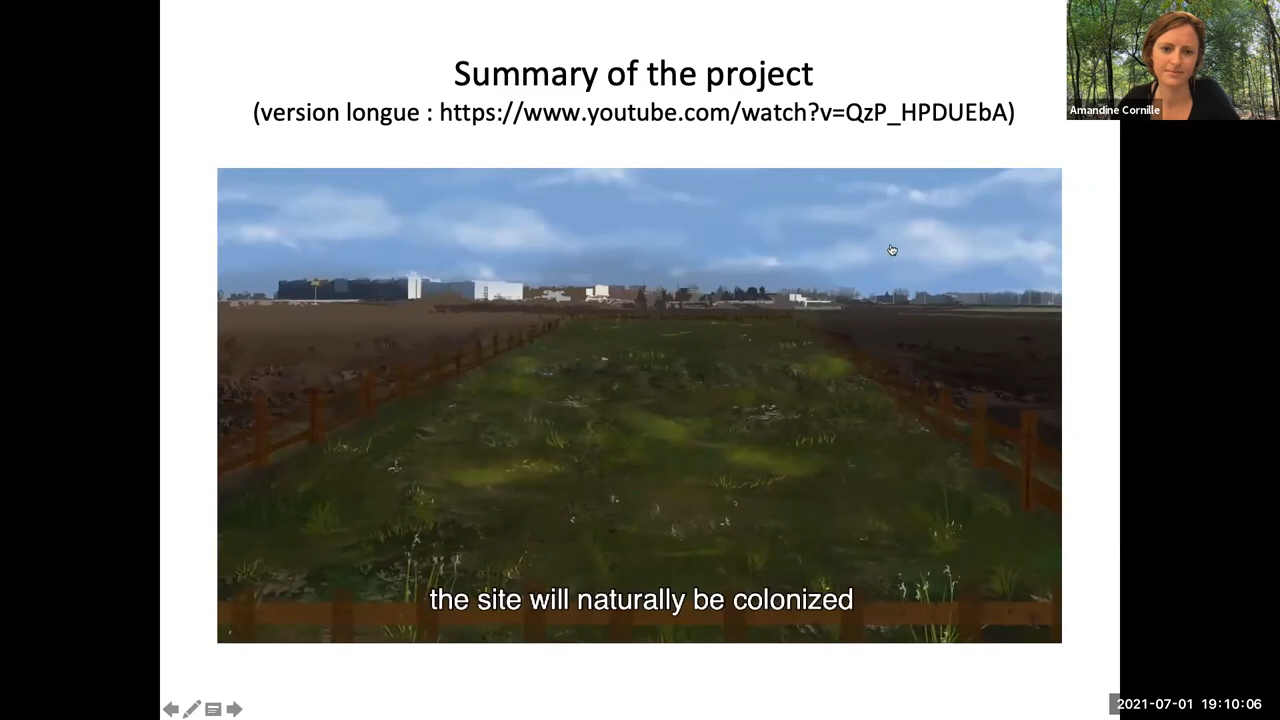 Summary of the project
(version longue : https://www.youtube.com/watch?v=QzP_HPDUEbA)
Amandine Cornille
the site will naturally be colonized
2021-07-01 19:10:06